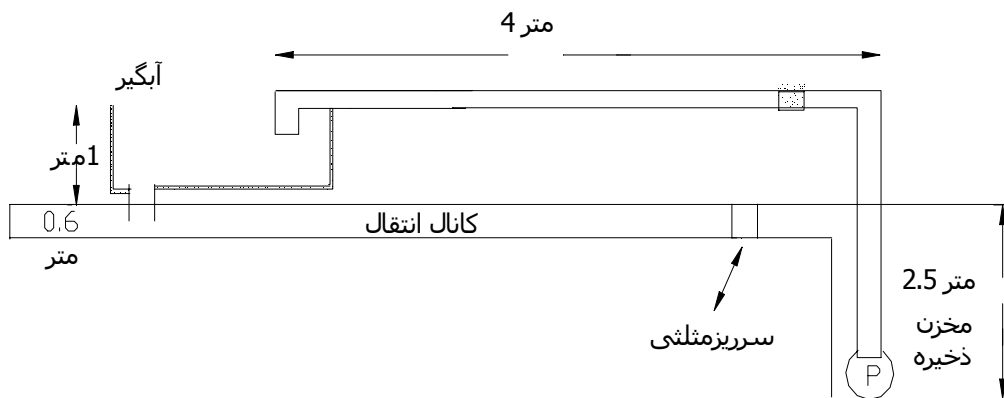 4 متر
آبگیر
1متر
0.6
متر
کانال انتقال
سرریزمثلثی
2.5 متر
مخزن
ذخیره
P